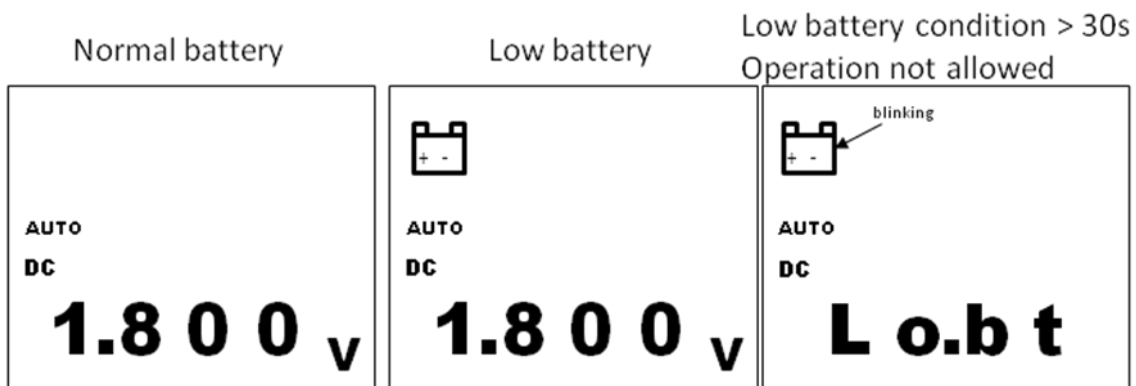 Normal battery
Low battery
Low battery condition > 30s
Operation not allowed
AUTO
DC
1.8 0 0 V
+ -
AUTO
DC
1.8 0 0 V
blinking
+ -
AUTO
DC
L o.b t